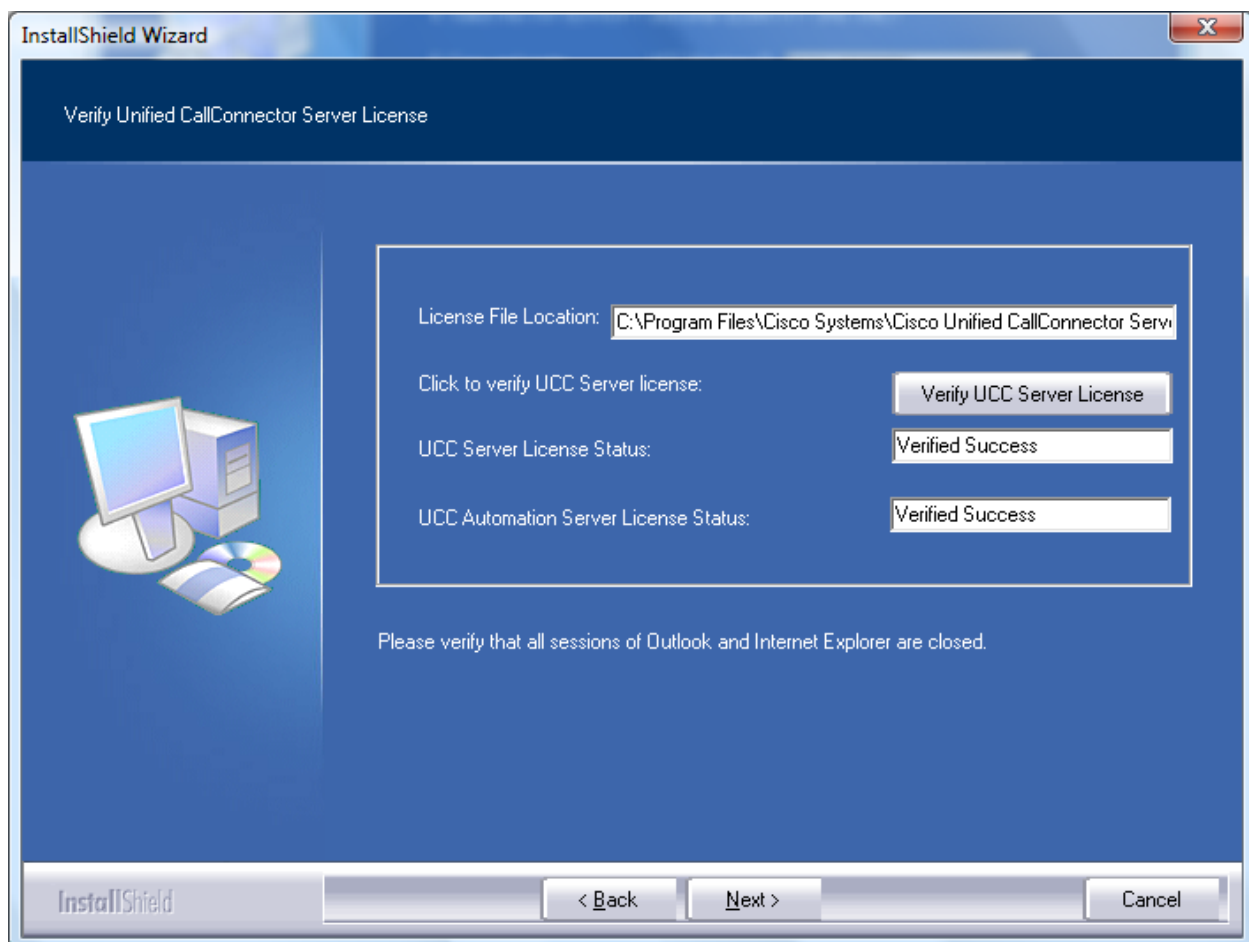 InstallShield Wizard
X
Verify Unified CallConnector Server License
License File Location: C:\Program Files\Cisco Systems\Cisco Unified CallConnector Serv
Click to verify UCC Server license: Verify UCC Server License
UCC Server License Status: Verified Success
UCC Automation Server License Status: Verified Success
Please verify that all sessions of Outlook and Internet Explorer are closed.
InstallShield < Back Next > Cancel